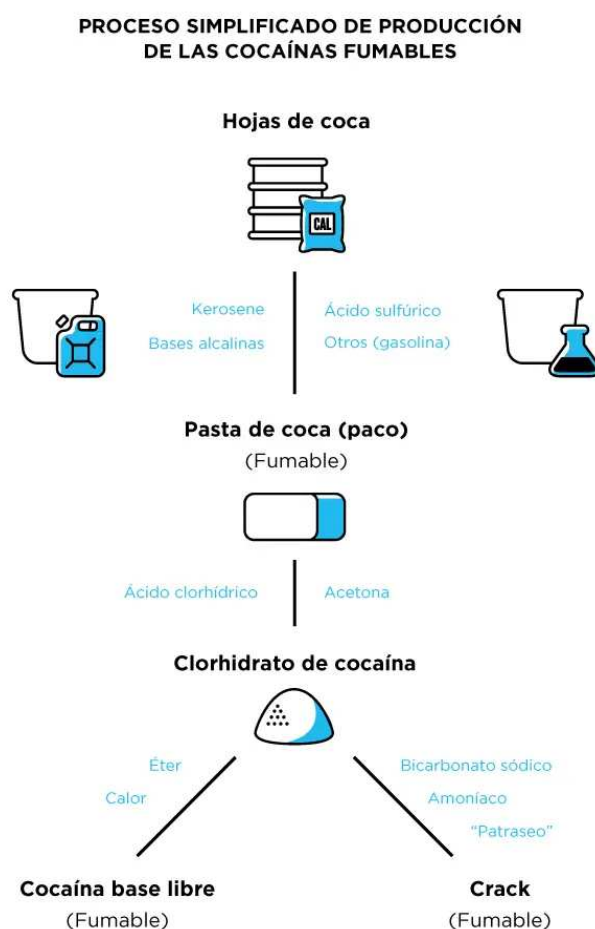 PROCESO SIMPLIFICADO DE PRODUCCIÓN
DE LAS COCAÍNAS FUMABLES
Hojas de coca
CAL
Kerosene
Bases alcalinas
Ácido sulfúrico
Otros (gasolina)
Pasta de coca (paco)
(Fumable)
Ácido clorhídrico
Acetona
Clorhidrato de cocaína
Éter
Calor
Bicarbonato sódico
Amoníaco
“Patraseo”
Cocaína base libre
(Fumable)
Crack
(Fumable)